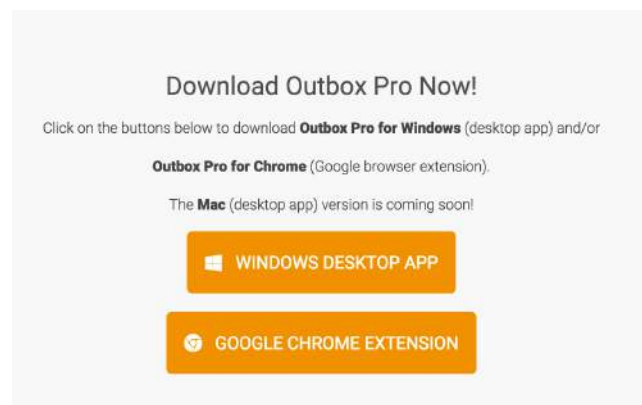 Download Outbox Pro Now!
Click on the buttons below to download Outbox Pro for Windows (desktop app) and/or
Outbox Pro for Chrome (Google browser extension).
The Mac (desktop app) version is coming soon!
WINDOWS DESKTOP APP
GOOGLE CHROME EXTENSION